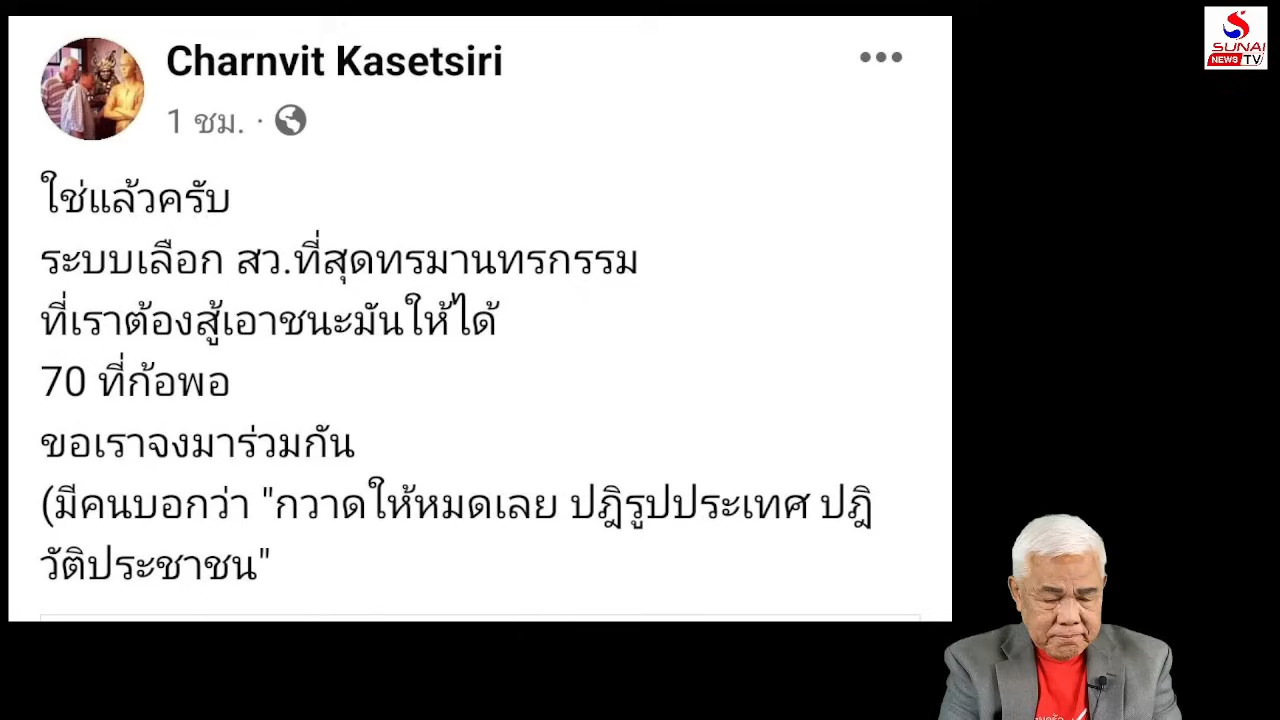 Charnvit Kasetsiri
1 ชม. ·
ใช่แล้วครับ
ระบบเลือก สว.ที่สุดทรมานทรกรรม
ที่เราต้องสู้เอาชนะมันให้ได้
70 ที่ก้อพอ
ขอเราจงมาร่วมกัน
(มีคนบอกว่า "กวาดให้หมดเลย ปฎิรูปประเทศ ปฎิ
วัติประชาชน"
SUNAI
NEWS TV